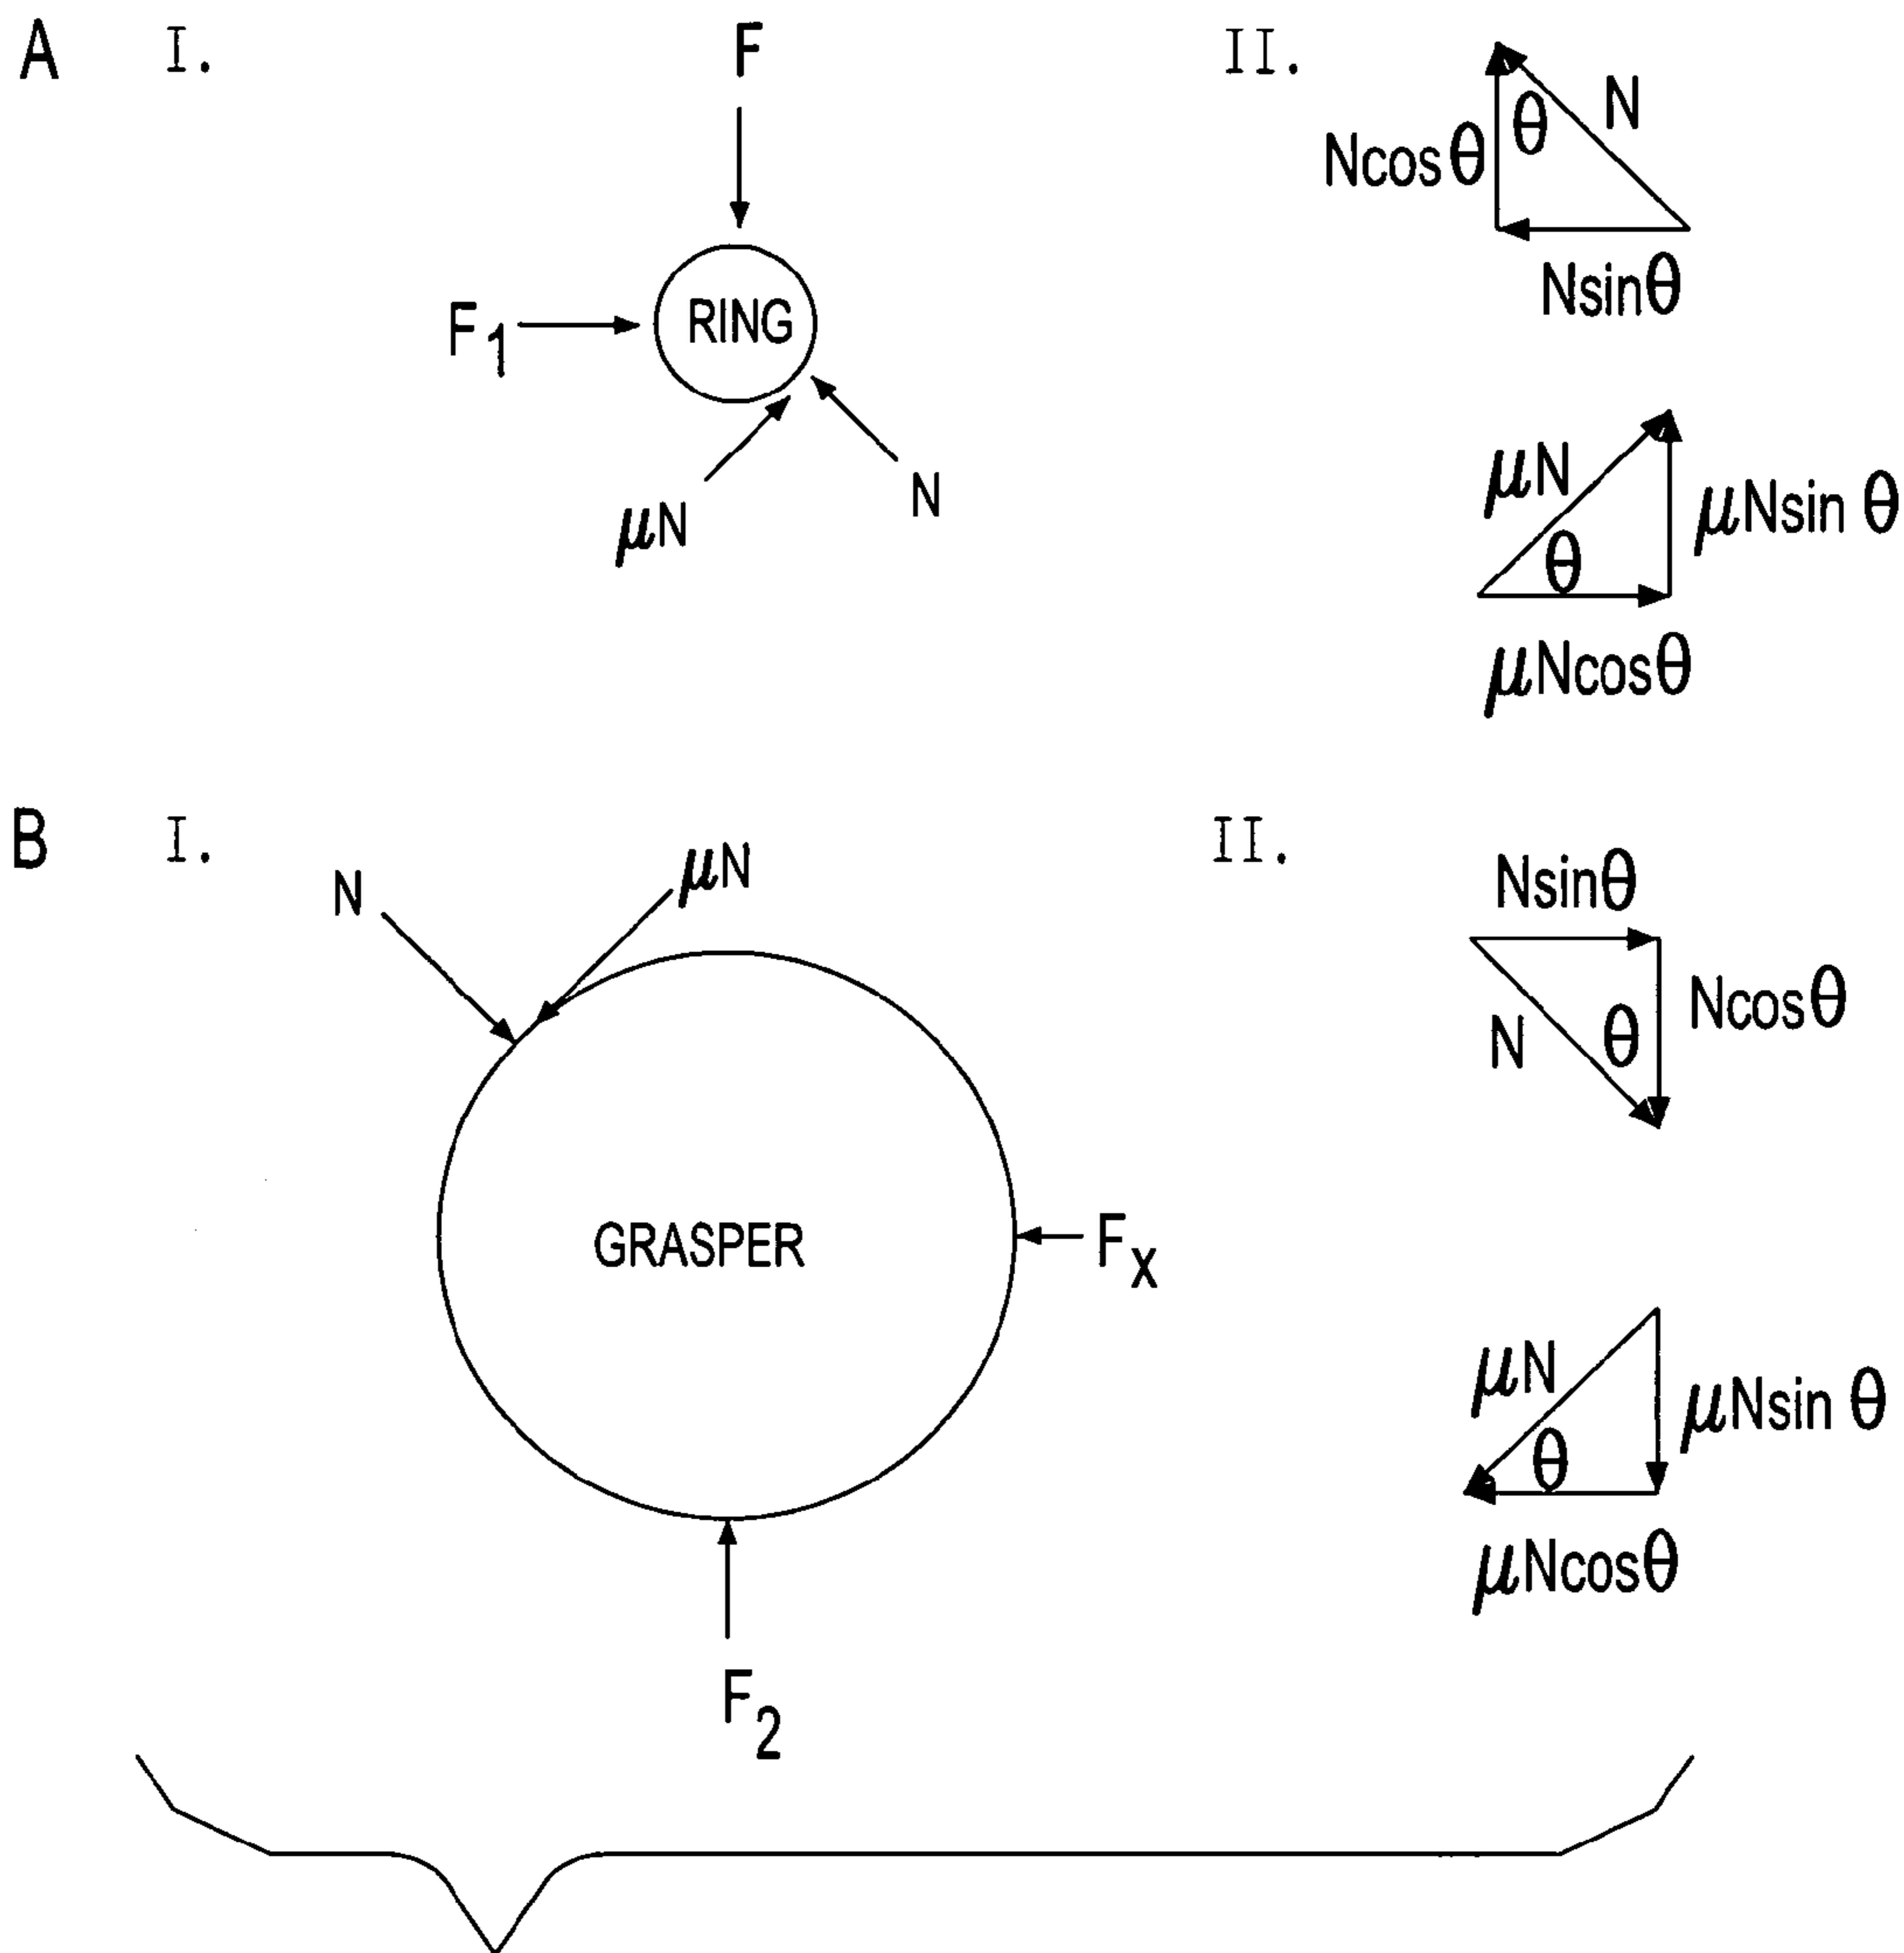 A I. F II.
N
Ncosθ θ
Nsinθ
F1 RING
μN N
μN
θ μNsin θ
μNcosθ
B I. II.
N μN
Nsinθ
Ncosθ
N θ
GRASPER Fx
μN
θ μNsin θ
μNcosθ
F2